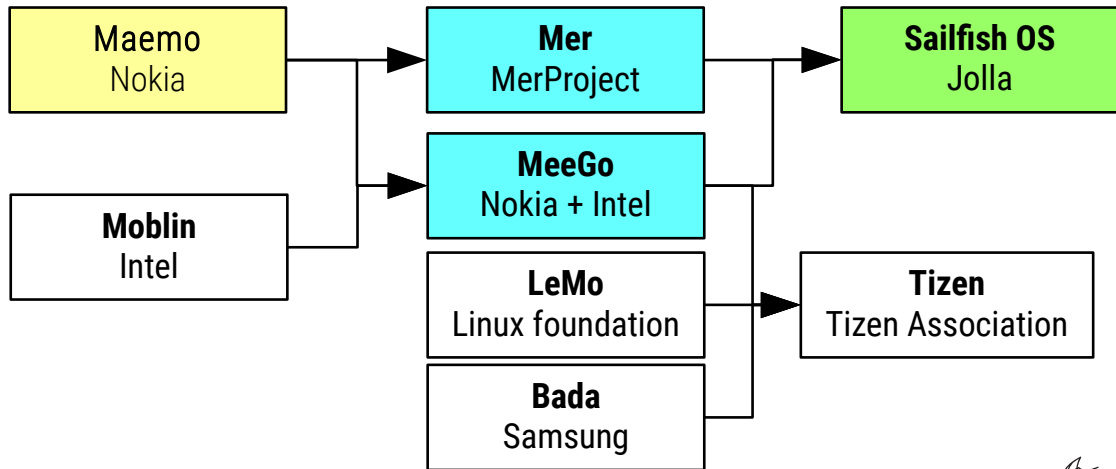 Maemo
Nokia
Mer
MerProject
Sailfish OS
Jolla
MeeGo
Nokia + Intel
Moblin
Intel
LeMo
Linux foundation
Tizen
Tizen Association
Bada
Samsung